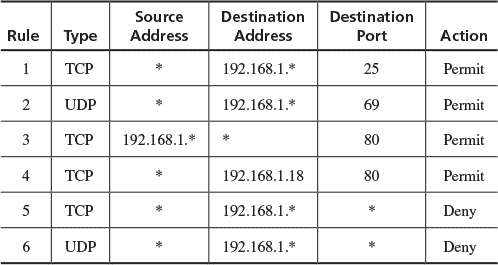 Rule Type Source Address Destination Address Destination Port Action
1 TCP * 192.168.1.* 25 Permit
2 UDP * 192.168.1.* 69 Permit
3 TCP 192.168.1.* * 80 Permit
4 TCP * 192.168.1.18 80 Permit
5 TCP * 192.168.1.* * Deny
6 UDP * 192.168.1.* * Deny